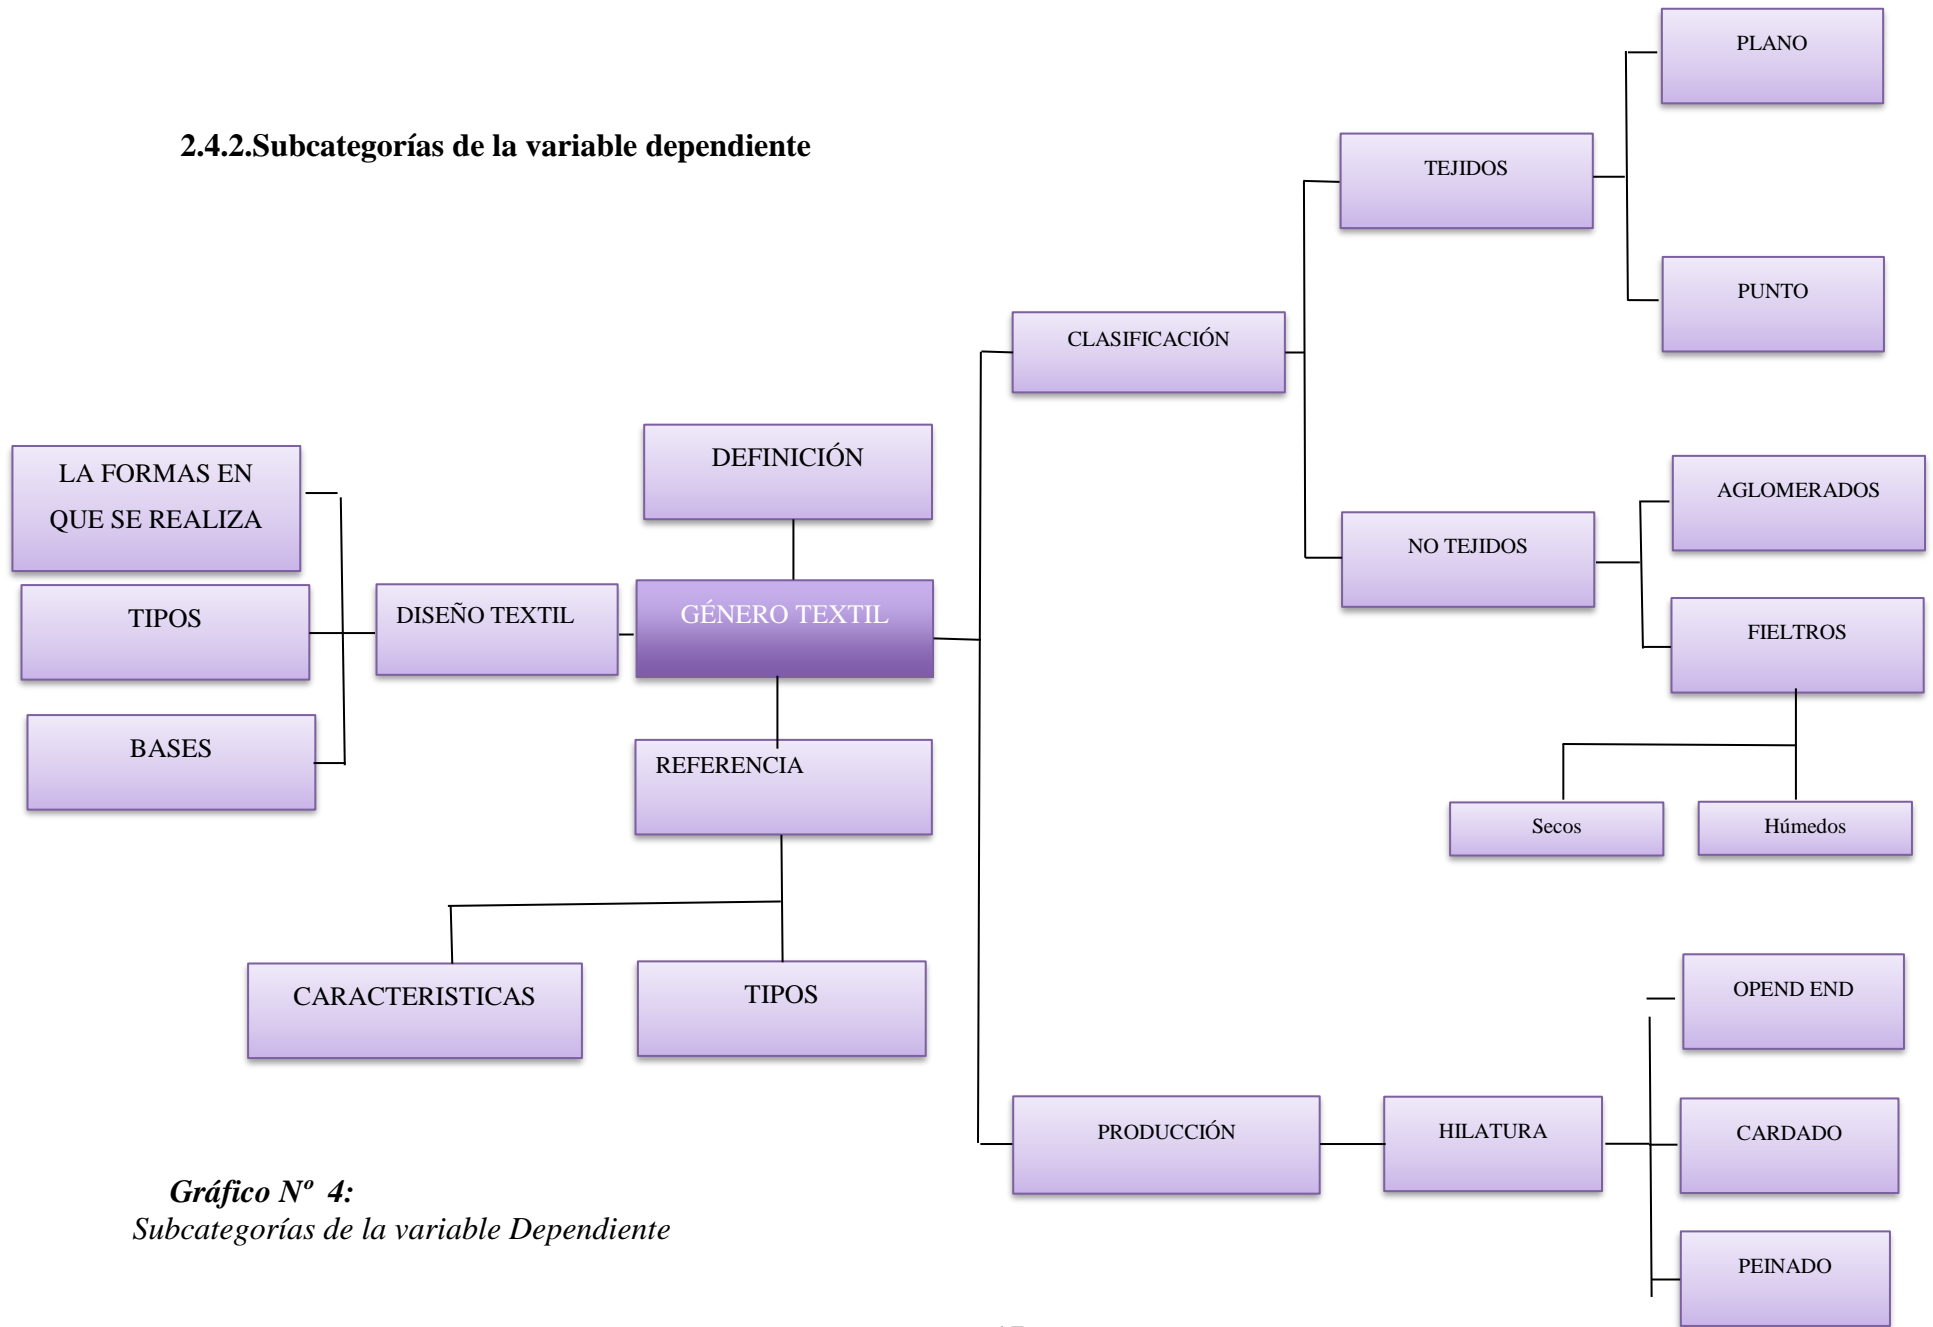 2.4.2.Subcategorías de la variable dependiente
PLANO
TEJIDOS
PUNTO
CLASIFICACIÓN
DEFINICIÓN
LA FORMAS EN
QUE SE REALIZA
AGLOMERADOS
NO TEJIDOS
TIPOS
DISEÑO TEXTIL
GÉNERO TEXTIL
FIELTROS
BASES
REFERENCIA
Secos
Húmedos
CARACTERISTICAS
TIPOS
OPEND END
PRODUCCIÓN
HILATURA
CARDADO
PEINADO
Gráfico Nº 4:
Subcategorías de la variable Dependiente